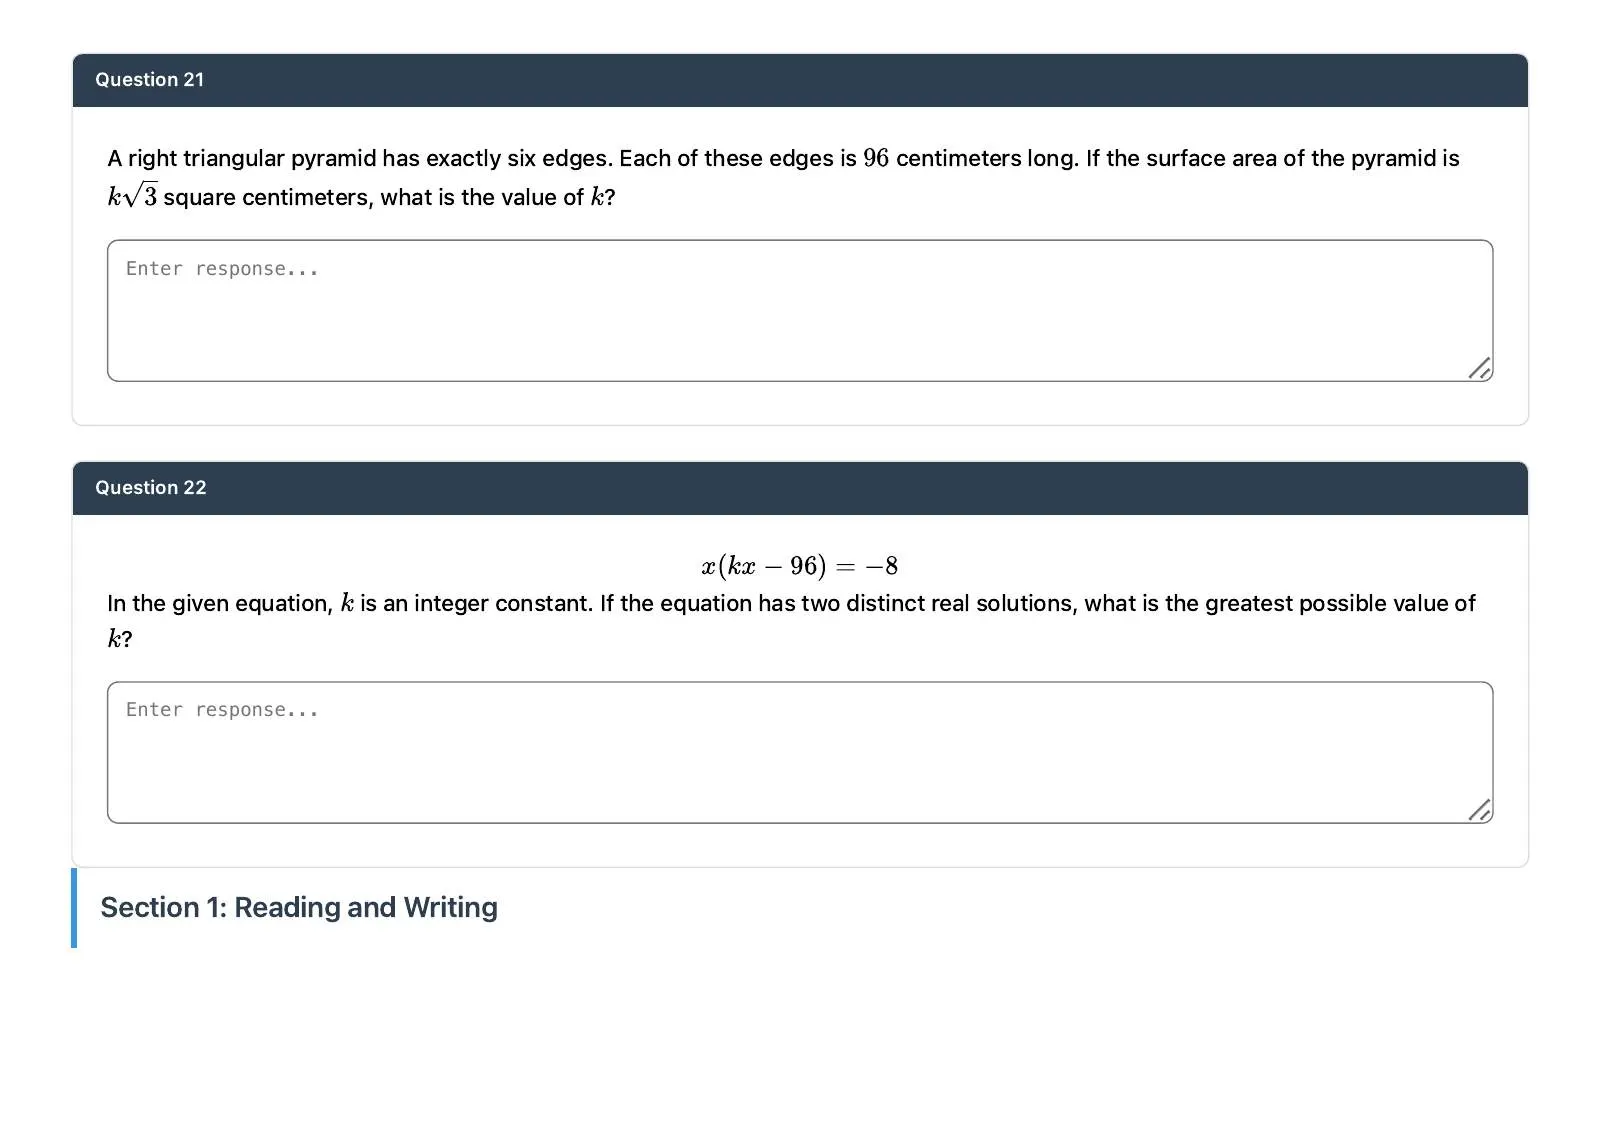 Question 21
A right triangular pyramid has exactly six edges. Each of these edges is 96 centimeters long. If the surface area of the pyramid is
k√3 square centimeters, what is the value of k?
Enter response...
Question 22
x(kx − 96) = −8
In the given equation, k is an integer constant. If the equation has two distinct real solutions, what is the greatest possible value of
k?
Enter response...
Section 1: Reading and Writing